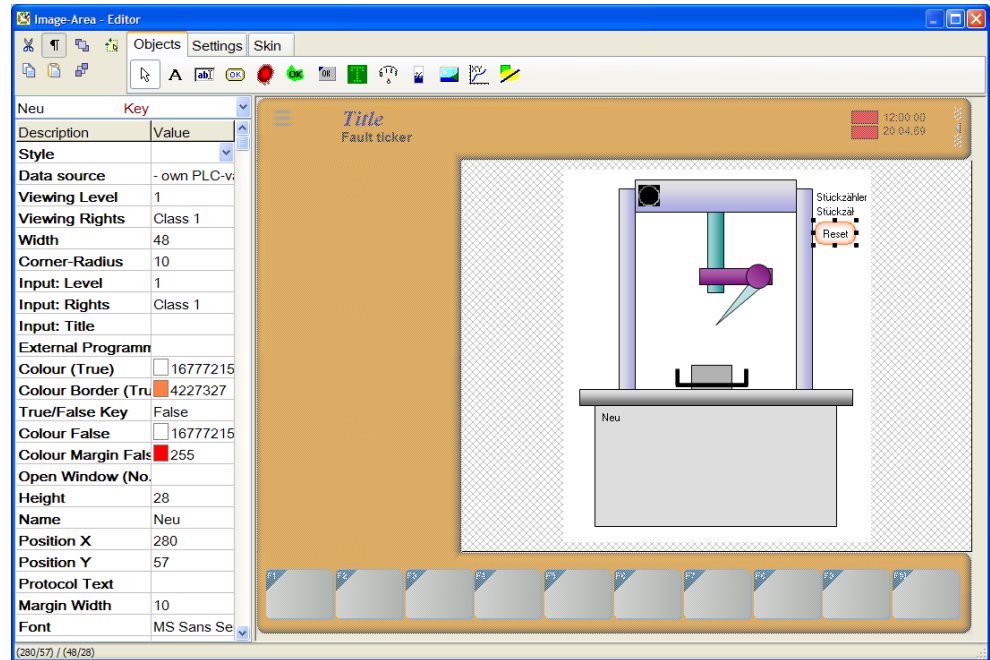 Image-Area - Editor
Objects Settings Skin
A ab OK OK OK T XY
Neu Key
Description Value
Style
Data source - own PLC-va
Viewing Level 1
Viewing Rights Class 1
Width 48
Corner-Radius 10
Input: Level 1
Input: Rights Class 1
Input: Title
External Programm
Colour (True) 16777215
Colour Border (Tru 4227327
True/False Key False
Colour False 16777215
Colour Margin Fals 255
Open Window (No.
Height 28
Name Neu
Position X 280
Position Y 57
Protocol Text
Margin Width 10
Font MS Sans Se
Title
Fault ticker
12:00:00
20.04.69
Stückzähler
Stückzäl
Reset
Neu
F1 F2 F3 F4 F5 F6 F7 F8 F9
(280/57) / (48/28)